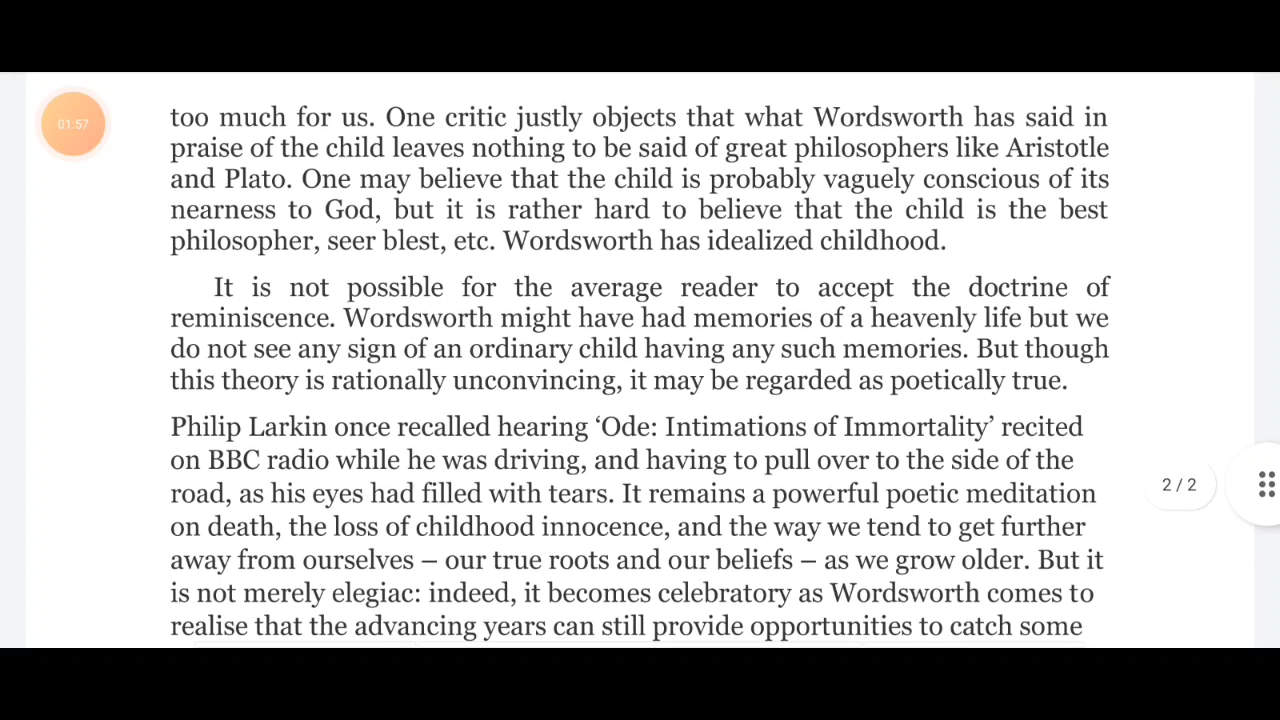 01:57
too much for us. One critic justly objects that what Wordsworth has said in
praise of the child leaves nothing to be said of great philosophers like Aristotle
and Plato. One may believe that the child is probably vaguely conscious of its
nearness to God, but it is rather hard to believe that the child is the best
philosopher, seer blest, etc. Wordsworth has idealized childhood.
It is not possible for the average reader to accept the doctrine of
reminiscence. Wordsworth might have had memories of a heavenly life but we
do not see any sign of an ordinary child having any such memories. But though
this theory is rationally unconvincing, it may be regarded as poetically true.
Philip Larkin once recalled hearing ‘Ode: Intimations of Immortality’ recited
on BBC radio while he was driving, and having to pull over to the side of the
road, as his eyes had filled with tears. It remains a powerful poetic meditation
on death, the loss of childhood innocence, and the way we tend to get further
away from ourselves – our true roots and our beliefs – as we grow older. But it
is not merely elegiac: indeed, it becomes celebratory as Wordsworth comes to
realise that the advancing years can still provide opportunities to catch some
2 / 2